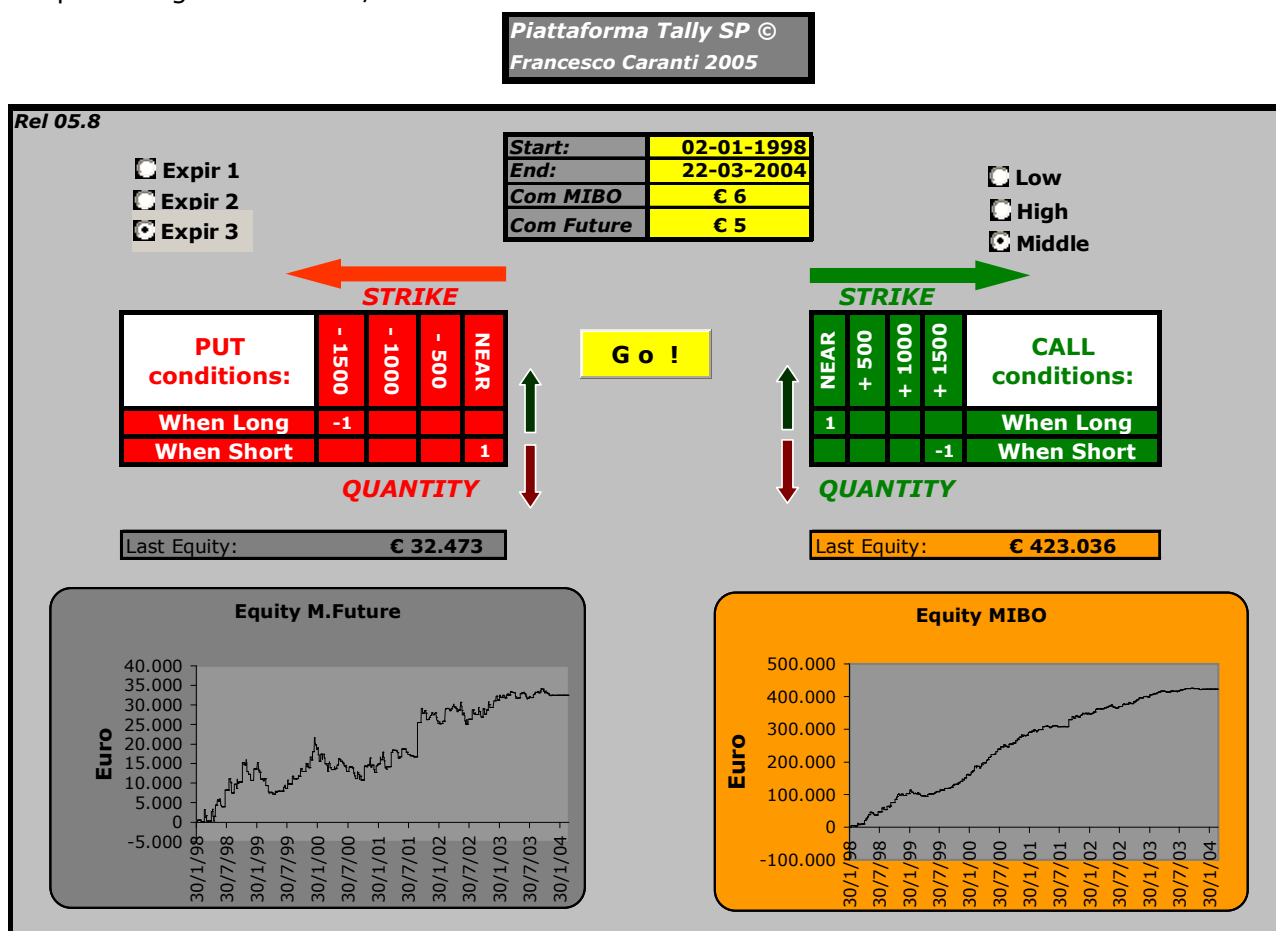 Piattaforma Tally SP ©
Francesco Caranti 2005
Rel 05.8
Expir 1
Expir 2
Expir 3
Start: 02-01-1998
End: 22-03-2004
Com MIBO € 6
Com Future € 5
Low
High
Middle
STRIKE
PUT conditions: - 1500 - 1000 - 500 NEAR
When Long -1
When Short 1
QUANTITY
Go !
STRIKE
NEAR + 500 + 1000 + 1500 CALL conditions:
1 When Long
-1 When Short
QUANTITY
Last Equity: € 32.473
Last Equity: € 423.036
Equity M.Future
Euro
40.000
35.000
30.000
25.000
20.000
15.000
10.000
5.000
0
-5.000
30/1/98 30/7/98 30/1/99 30/7/99 30/1/00 30/7/00 30/1/01 30/7/01 30/1/02 30/7/02 30/1/03 30/7/03 30/1/04
Equity MIBO
Euro
500.000
400.000
300.000
200.000
100.000
0
-100.000
30/1/98 30/7/98 30/1/99 30/7/99 30/1/00 30/7/00 30/1/01 30/7/01 30/1/02 30/7/02 30/1/03 30/7/03 30/1/04